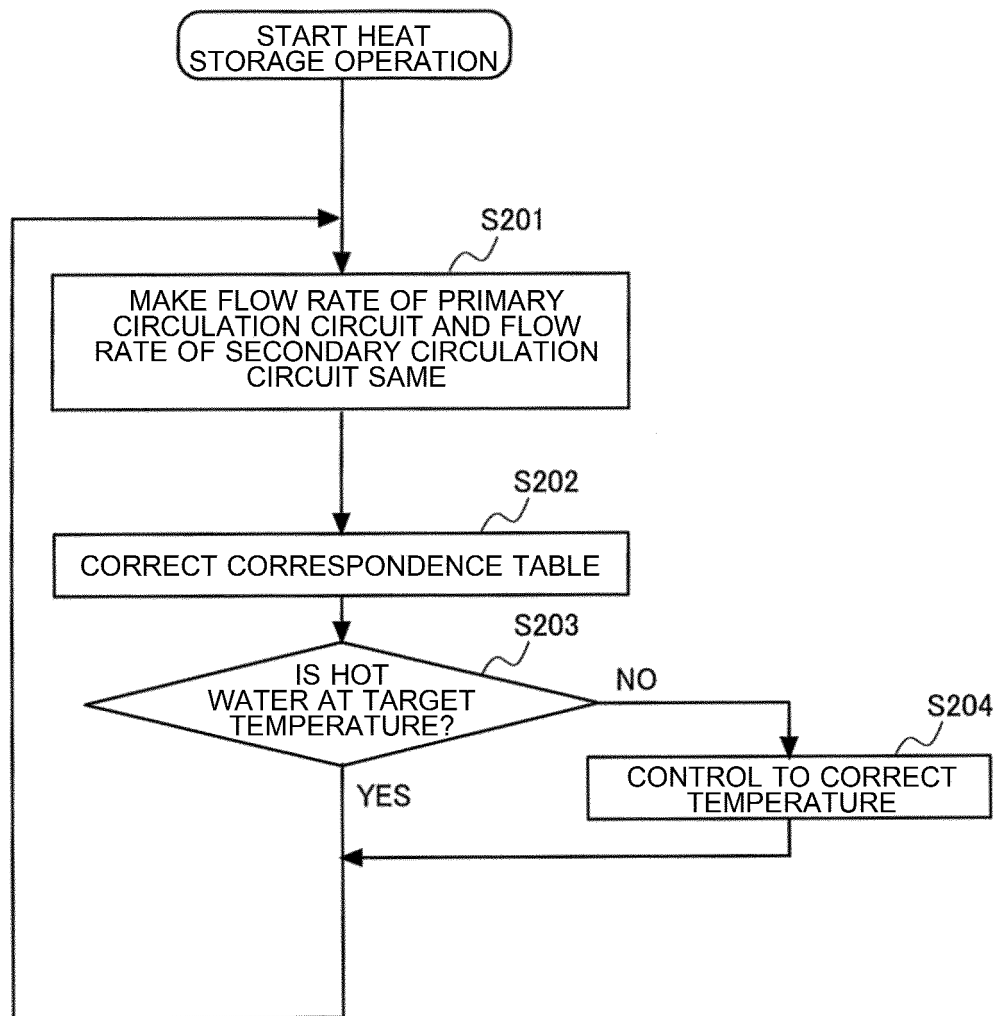 START HEAT
STORAGE OPERATION
S201
MAKE FLOW RATE OF PRIMARY
CIRCULATION CIRCUIT AND FLOW
RATE OF SECONDARY CIRCULATION
CIRCUIT SAME
S202
CORRECT CORRESPONDENCE TABLE
S203
IS HOT
WATER AT TARGET
TEMPERATURE?
NO
S204
CONTROL TO CORRECT
TEMPERATURE
YES